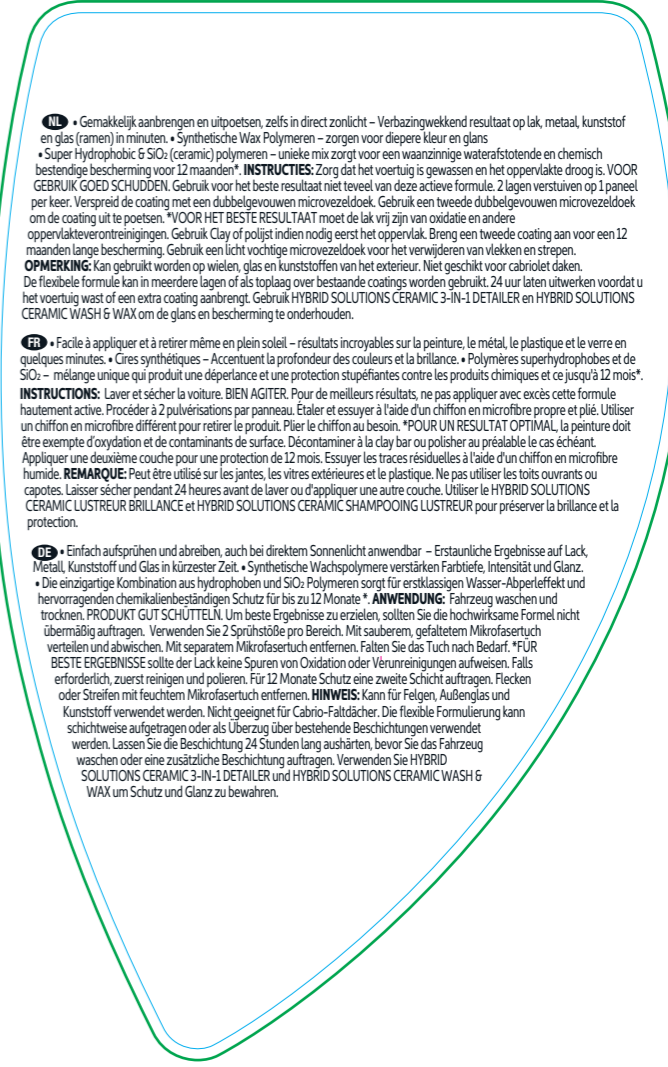 NL • Gemakkelijk aanbrengen en uitpoetsen, zelfs in direct zonlicht – Verbazingwekkend resultaat op lak, metaal, kunststof
en glas (ramen) in minuten. • Synthetische Wax Polymeren – zorgen voor diepere kleur en glans
• Super Hydrophobic & SiO₂ (ceramic) polymeren – unieke mix zorgt voor een waanzinnige waterafstotende en chemisch
bestendige bescherming voor 12 maanden*. INSTRUCTIES: Zorg dat het voertuig is gewassen en het oppervlakte droog is. VOOR
GEBRUIK GOED SCHUDDEN. Gebruik voor het beste resultaat niet teveel van deze actieve formule. 2 lagen verstuiven op 1 paneel
per keer. Verspreid de coating met een dubbelgevouwen microvezeldoek. Gebruik een tweede dubbelgevouwen microvezeldoek
om de coating uit te poetsen. *VOOR HET BESTE RESULTAAT moet de lak vrij zijn van oxidatie en andere
oppervlakteverontreinigingen. Gebruik Clay of polijst indien nodig eerst het oppervlak. Breng een tweede coating aan voor een 12
maanden lange bescherming. Gebruik een licht vochtige microvezeldoek voor het verwijderen van vlekken en strepen.
OPMERKING: Kan gebruikt worden op wielen, glas en kunststoffen van het exterieur. Niet geschikt voor cabriolet daken.
De flexibele formule kan in meerdere lagen of als toplaag over bestaande coatings worden gebruikt. 24 uur laten uitwerken voordat u
het voertuig wast of een extra coating aanbrengt. Gebruik HYBRID SOLUTIONS CERAMIC 3-IN-1 DETAILER en HYBRID SOLUTIONS
CERAMIC WASH & WAX om de glans en bescherming te onderhouden.
FR • Facile à appliquer et à retirer même en plein soleil – résultats incroyables sur la peinture, le métal, le plastique et le verre en
quelques minutes. • Cires synthétiques – Accentuent la profondeur des couleurs et la brillance. • Polymères superhydrophobes et de
SiO₂ – mélange unique qui produit une déperlance et une protection stupéfiantes contre les produits chimiques et ce jusqu'à 12 mois*.
INSTRUCTIONS: Laver et sécher la voiture. BIEN AGITER. Pour de meilleurs résultats, ne pas appliquer avec excès cette formule
hautement active. Procéder à 2 pulvérisations par panneau. Étaler et essuyer à l'aide d'un chiffon en microfibre propre et plié. Utiliser
un chiffon en microfibre différent pour retirer le produit. Plier le chiffon au besoin. *POUR UN RESULTAT OPTIMAL, la peinture doit
être exempte d'oxydation et de contaminants de surface. Décontaminer à la clay bar ou polisher au préalable le cas échéant.
Appliquer une deuxième couche pour une protection de 12 mois. Essuyer les traces résiduelles à l'aide d'un chiffon en microfibre
humide. REMARQUE: Peut être utilisé sur les jantes, les vitres extérieures et le plastique. Ne pas utiliser les toits ouvrants ou
capotes. Laisser sécher pendant 24 heures avant de laver ou d'appliquer une autre couche. Utiliser le HYBRID SOLUTIONS
CERAMIC LUSTREUR BRILLANCE et HYBRID SOLUTIONS CERAMIC SHAMPOOING LUSTREUR pour préserver la brillance et la
protection.
DE • Einfach aufsprühen und abreiben, auch bei direktem Sonnenlicht anwendbar – Erstaunliche Ergebnisse auf Lack,
Metall, Kunststoff und Glas in kürzester Zeit. • Synthetische Wachspolymere verstärken Farbtiefe, Intensität und Glanz.
• Die einzigartige Kombination aus hydrophoben und SiO₂ Polymeren sorgt für erstklassigen Wasser-Abperleffekt und
hervorragenden chemikalienbeständigen Schutz für bis zu 12 Monate *. ANWENDUNG: Fahrzeug waschen und
trocknen. PRODUKT GUT SCHÜTTELN. Um beste Ergebnisse zu erzielen, sollten Sie die hochwirksame Formel nicht
übermäßig auftragen. Verwenden Sie 2 Sprühstöße pro Bereich. Mit sauberem, gefaltetem Mikrofasertuch
verteilen und abwischen. Mit separatem Mikrofasertuch entfernen. Falten Sie das Tuch nach Bedarf. *FÜR
BESTE ERGEBNISSE sollte der Lack keine Spuren von Oxidation oder Verunreinigungen aufweisen. Falls
erforderlich, zuerst reinigen und polieren. Für 12 Monate Schutz eine zweite Schicht auftragen. Flecken
oder Streifen mit feuchtem Mikrofasertuch entfernen. HINWEIS: Kann für Felgen, Außenglas und
Kunststoff verwendet werden. Nicht geeignet für Cabrio-Faltdächer. Die flexible Formulierung kann
schichtweise aufgetragen oder als Überzug über bestehende Beschichtungen verwendet
werden. Lassen Sie die Beschichtung 24 Stunden lang aushärten, bevor Sie das Fahrzeug
waschen oder eine zusätzliche Beschichtung auftragen. Verwenden Sie HYBRID
SOLUTIONS CERAMIC 3-IN-1 DETAILER und HYBRID SOLUTIONS CERAMIC WASH &
WAX um Schutz und Glanz zu bewahren.